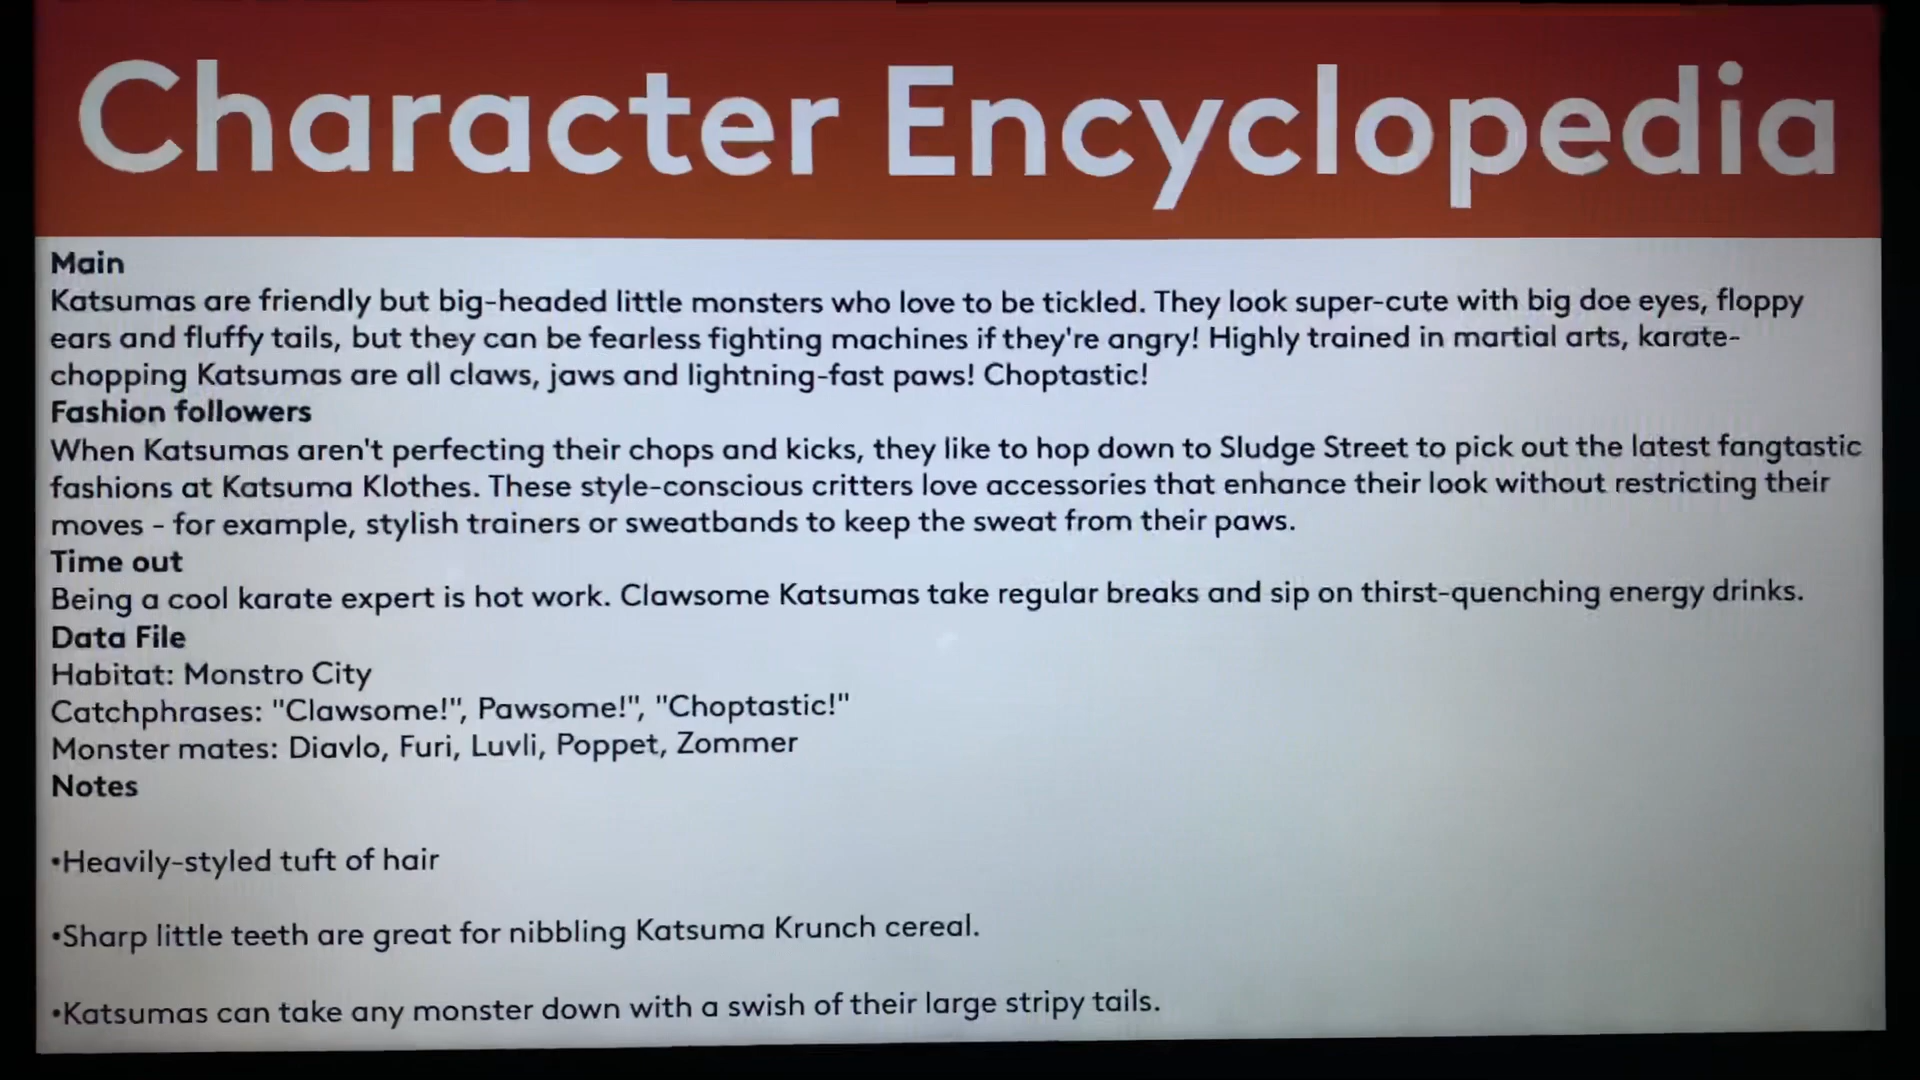 Character Encyclopedia
Main
Katsumas are friendly but big-headed little monsters who love to be tickled. They look super-cute with big doe eyes, floppy
ears and fluffy tails, but they can be fearless fighting machines if they're angry! Highly trained in martial arts, karate-
chopping Katsumas are all claws, jaws and lightning-fast paws! Choptastic!
Fashion followers
When Katsumas aren't perfecting their chops and kicks, they like to hop down to Sludge Street to pick out the latest fangtastic
fashions at Katsuma Klothes. These style-conscious critters love accessories that enhance their look without restricting their
moves - for example, stylish trainers or sweatbands to keep the sweat from their paws.
Time out
Being a cool karate expert is hot work. Clawsome Katsumas take regular breaks and sip on thirst-quenching energy drinks.
Data File
Habitat: Monstro City
Catchphrases: "Clawsome!", Pawsome!", "Choptastic!"
Monster mates: Diavlo, Furi, Luvli, Poppet, Zommer
Notes
•Heavily-styled tuft of hair
•Sharp little teeth are great for nibbling Katsuma Krunch cereal.
•Katsumas can take any monster down with a swish of their large stripy tails.